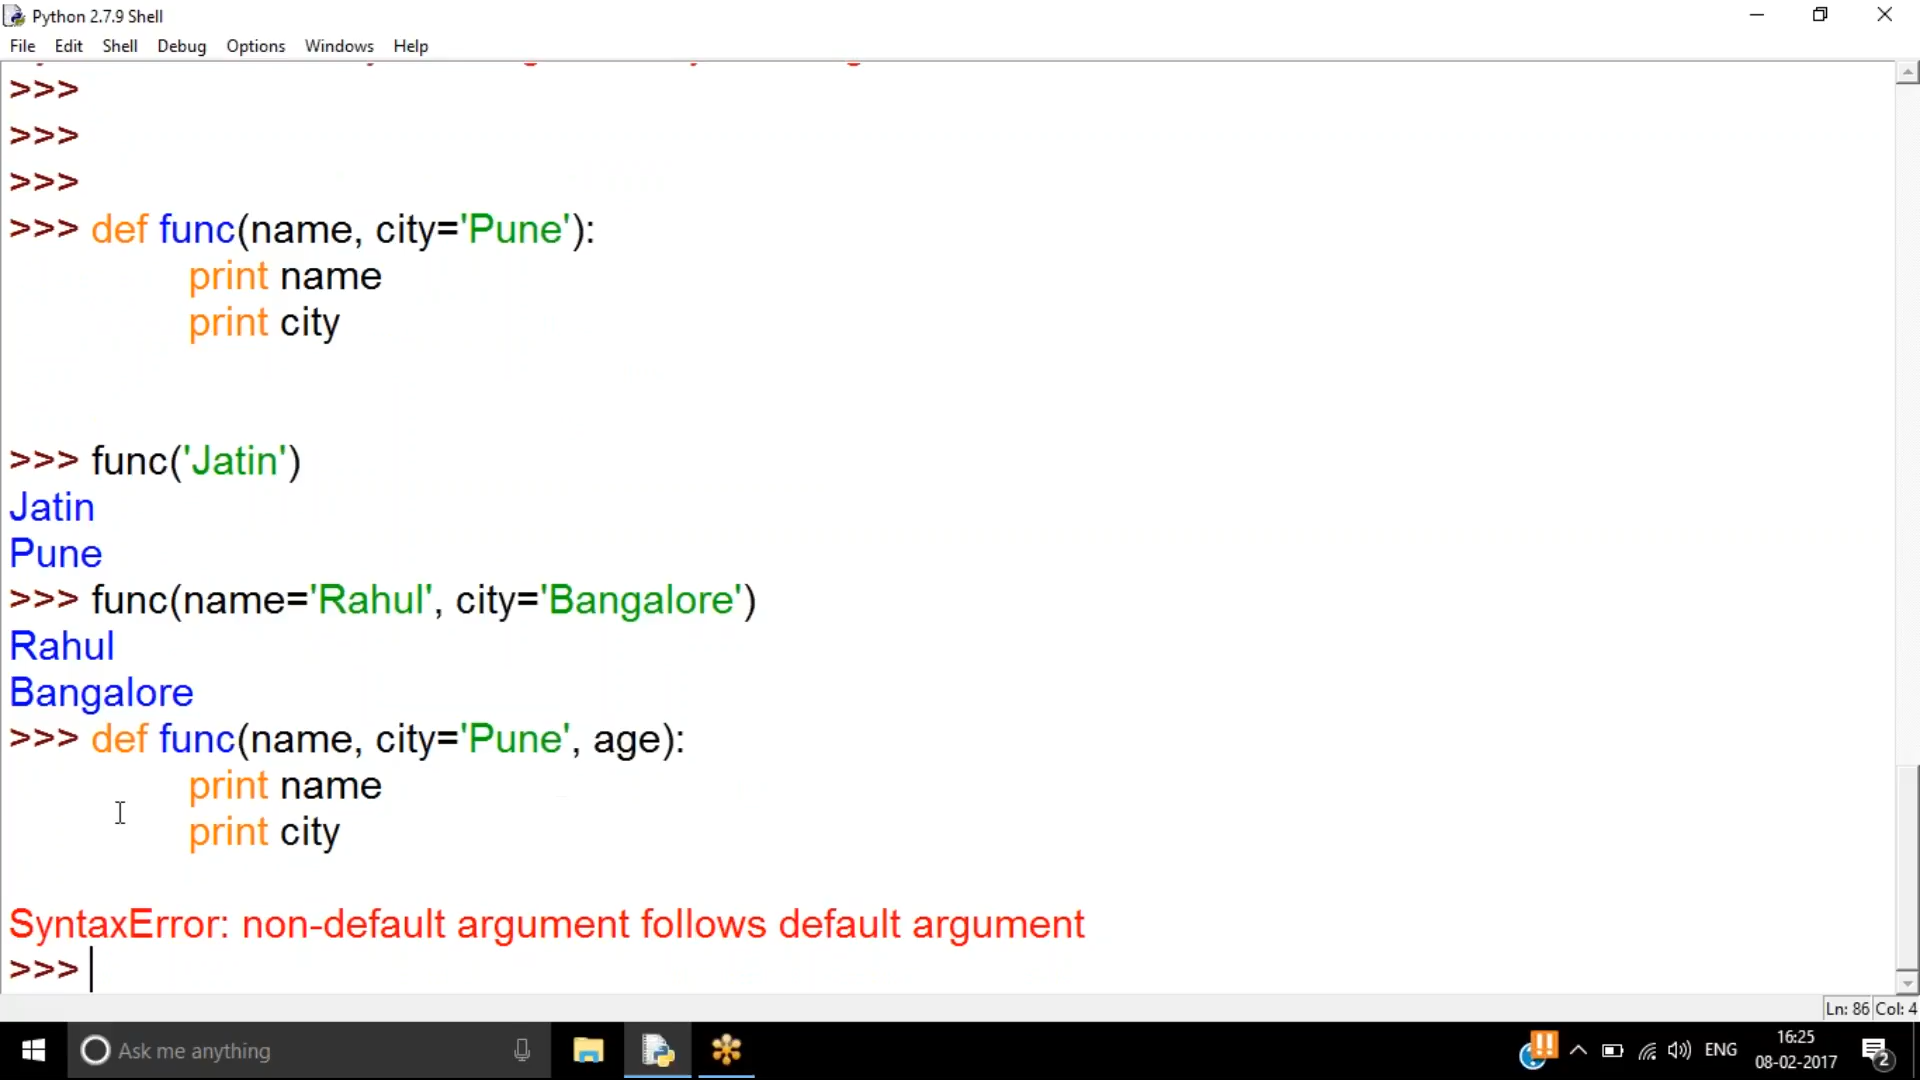 Python 2.7.9 Shell
File Edit Shell Debug Options Windows Help
>>>
>>>
>>>
>>> def func(name, city='Pune'):
print name
print city
>>> func('Jatin')
Jatin
Pune
>>> func(name='Rahul', city='Bangalore')
Rahul
Bangalore
>>> def func(name, city='Pune', age):
print name
print city
SyntaxError: non-default argument follows default argument
>>>
Ln: 86 Col: 4
Ask me anything
ENG
16:25
08-02-2017
2